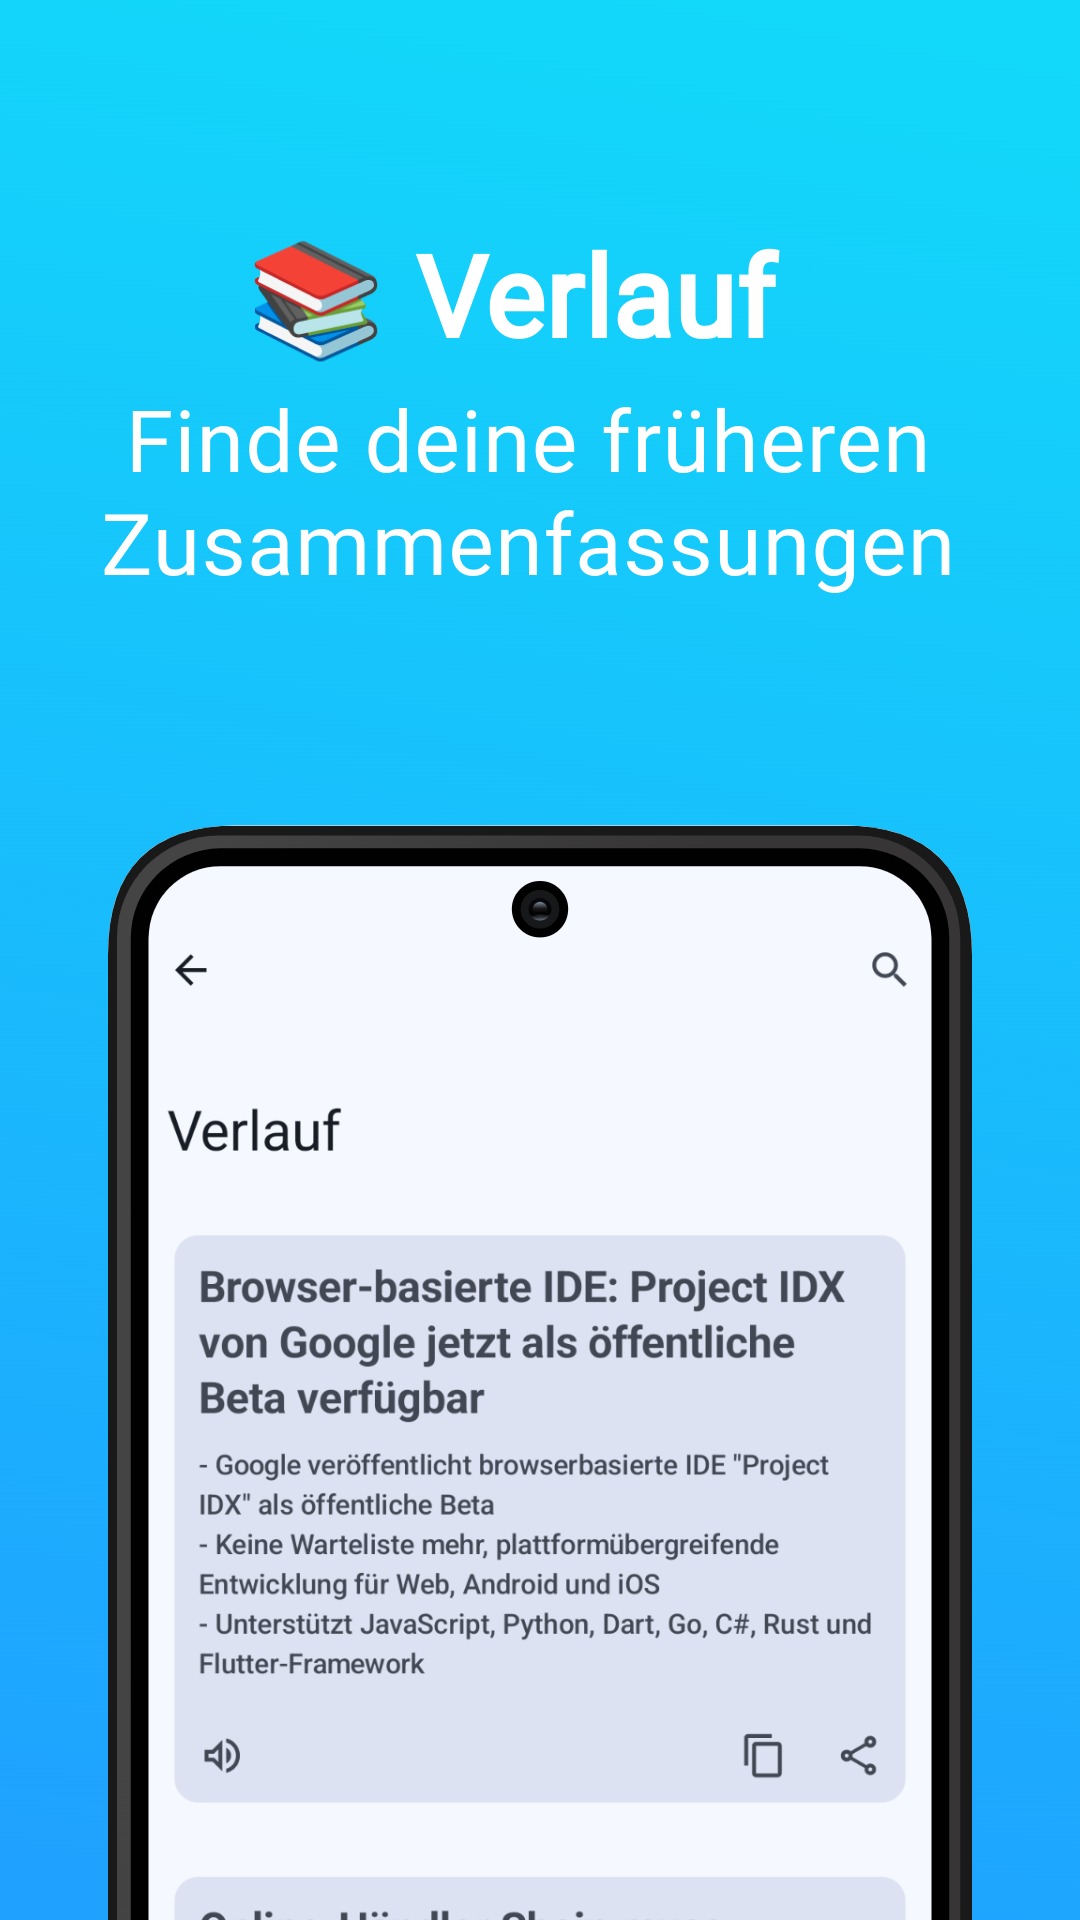 Verlauf
Finde deine früheren
Zusammenfassungen
Verlauf
Browser-basierte IDE: Project IDX
von Google jetzt als öffentliche
Beta verfügbar
- Google veröffentlicht browserbasierte IDE "Project
IDX" als öffentliche Beta
- Keine Warteliste mehr, plattformübergreifende
Entwicklung für Web, Android und iOS
- Unterstützt JavaScript, Python, Dart, Go, C#, Rust und
Flutter-Framework